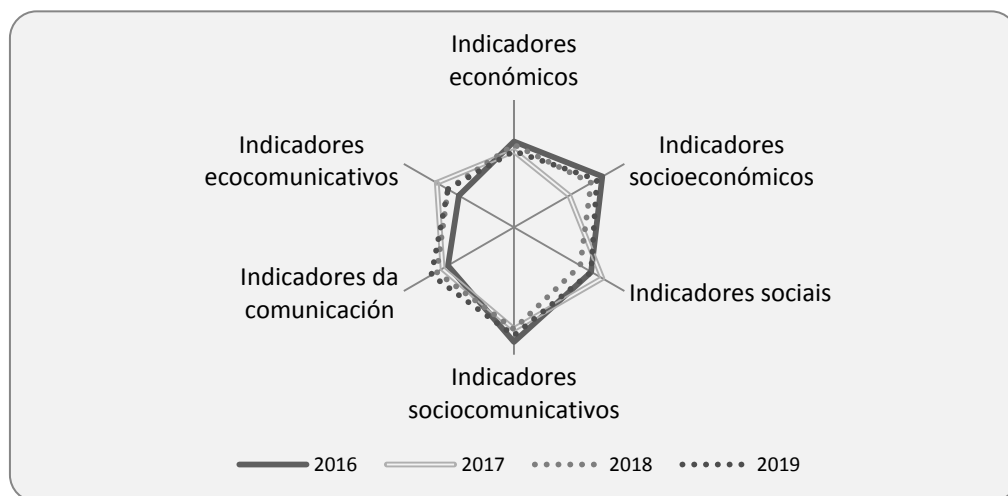 Indicadores
económicos
Indicadores
socioeconómicos
Indicadores sociais
Indicadores
sociocomunicativos
Indicadores da
comunicación
Indicadores
ecocomunicativos
2016 2017 2018 2019